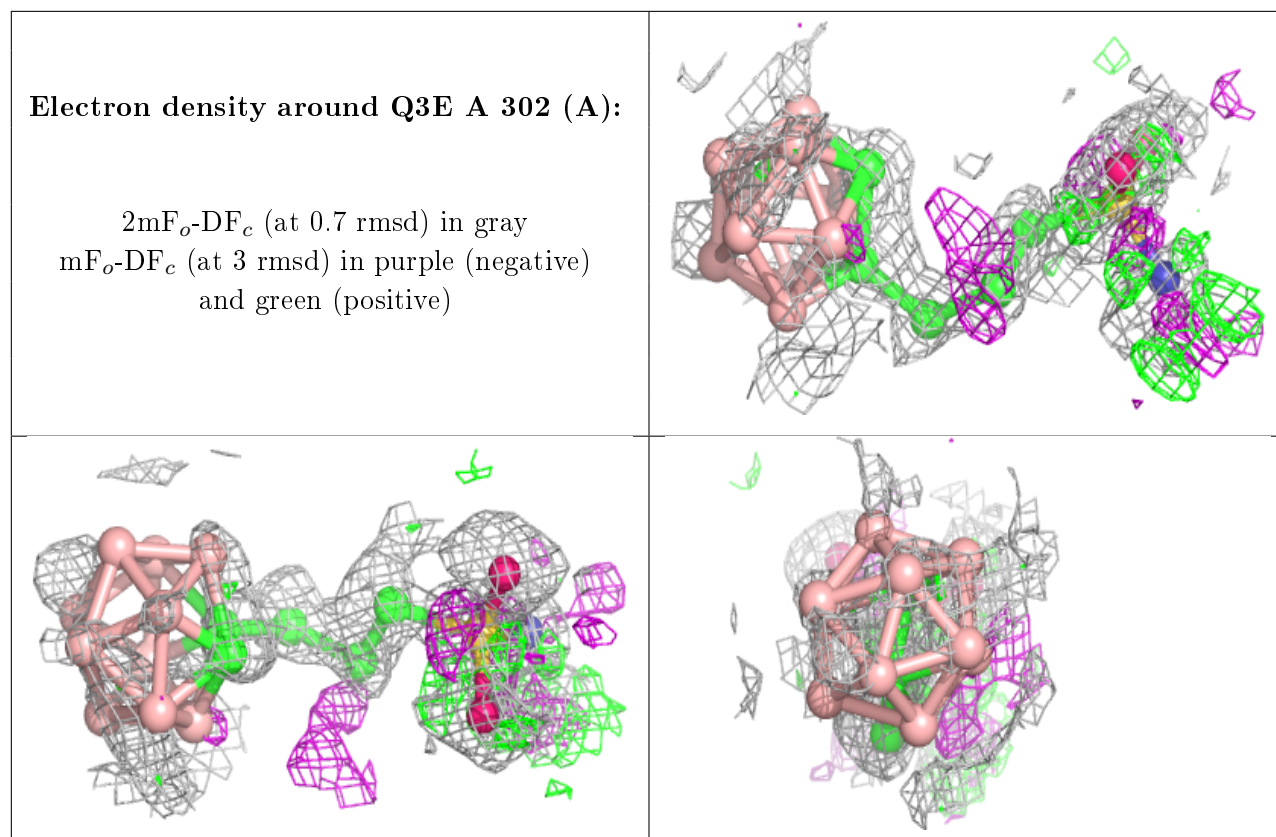 Electron density around Q3E A 302 (A):
2mFₒ-DF𝒸 (at 0.7 rmsd) in gray
mFₒ-DF𝒸 (at 3 rmsd) in purple (negative)
and green (positive)